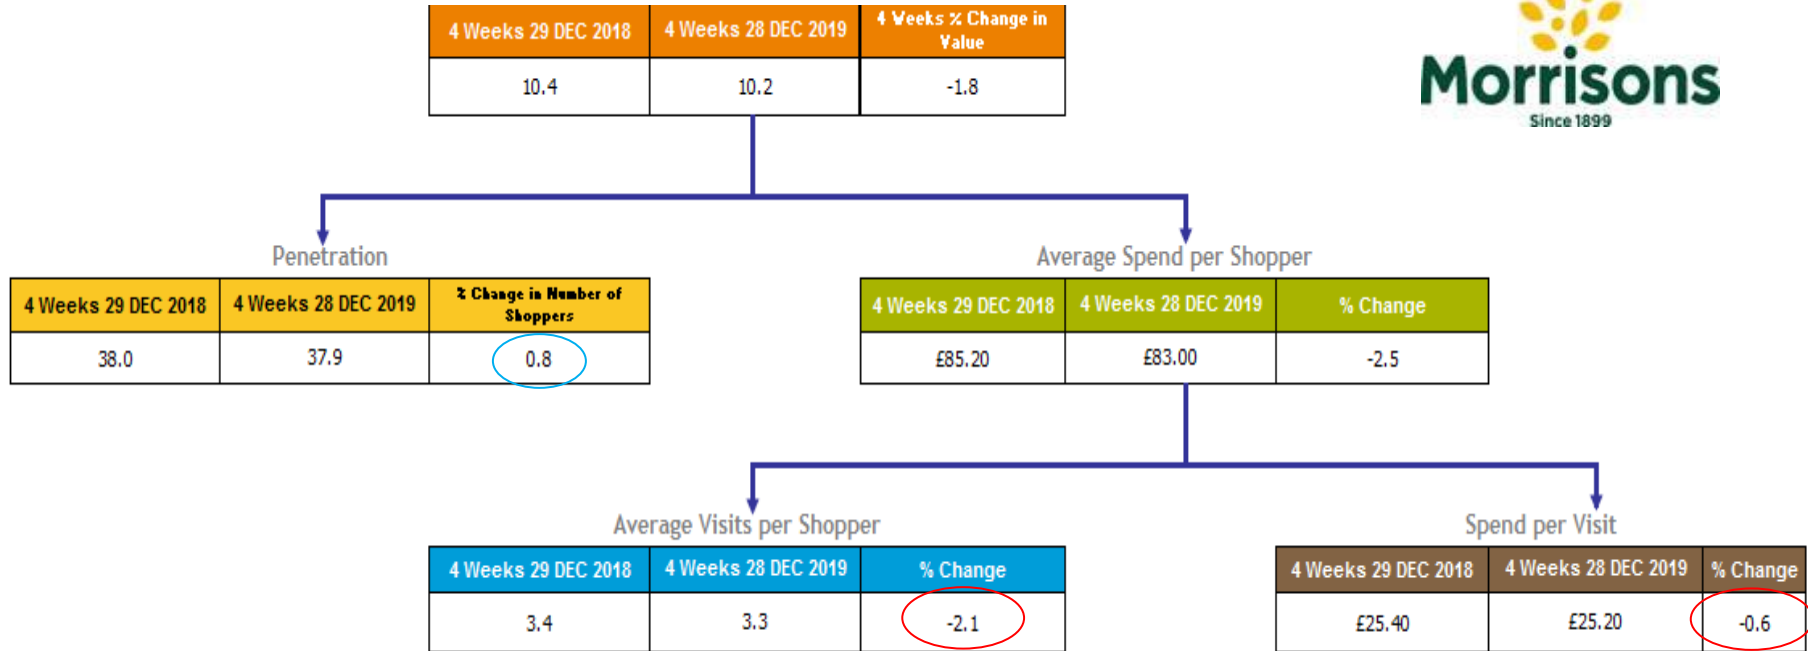 4 Weeks 29 DEC 2018 4 Weeks 28 DEC 2019 4 Weeks % Change in
Value
10.4 10.2 -1.8
Morrisons
Since 1899
Penetration
4 Weeks 29 DEC 2018 4 Weeks 28 DEC 2019 % Change in Number of
Shoppers
38.0 37.9 0.8
Average Spend per Shopper
4 Weeks 29 DEC 2018 4 Weeks 28 DEC 2019 % Change
£85.20 £83.00 -2.5
Average Visits per Shopper
4 Weeks 29 DEC 2018 4 Weeks 28 DEC 2019 % Change
3.4 3.3 -2.1
Spend per Visit
4 Weeks 29 DEC 2018 4 Weeks 28 DEC 2019 % Change
£25.40 £25.20 -0.6